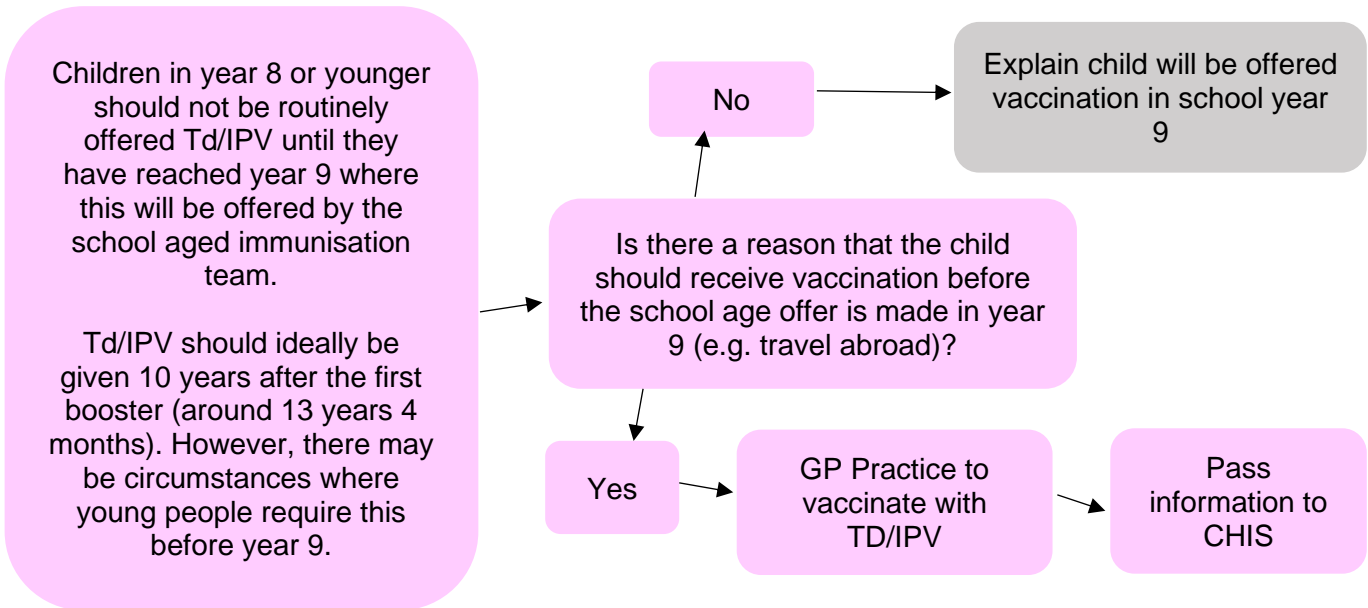 Children in year 8 or younger
should not be routinely
offered Td/IPV until they
have reached year 9 where
this will be offered by the
school aged immunisation
team.
Td/IPV should ideally be
given 10 years after the first
booster (around 13 years 4
months). However, there may
be circumstances where
young people require this
before year 9.
Is there a reason that the child
should receive vaccination before
the school age offer is made in year
9 (e.g. travel abroad)?
No
Explain child will be offered
vaccination in school year
9
Yes
GP Practice to
vaccinate with
TD/IPV
Pass
information to
CHIS